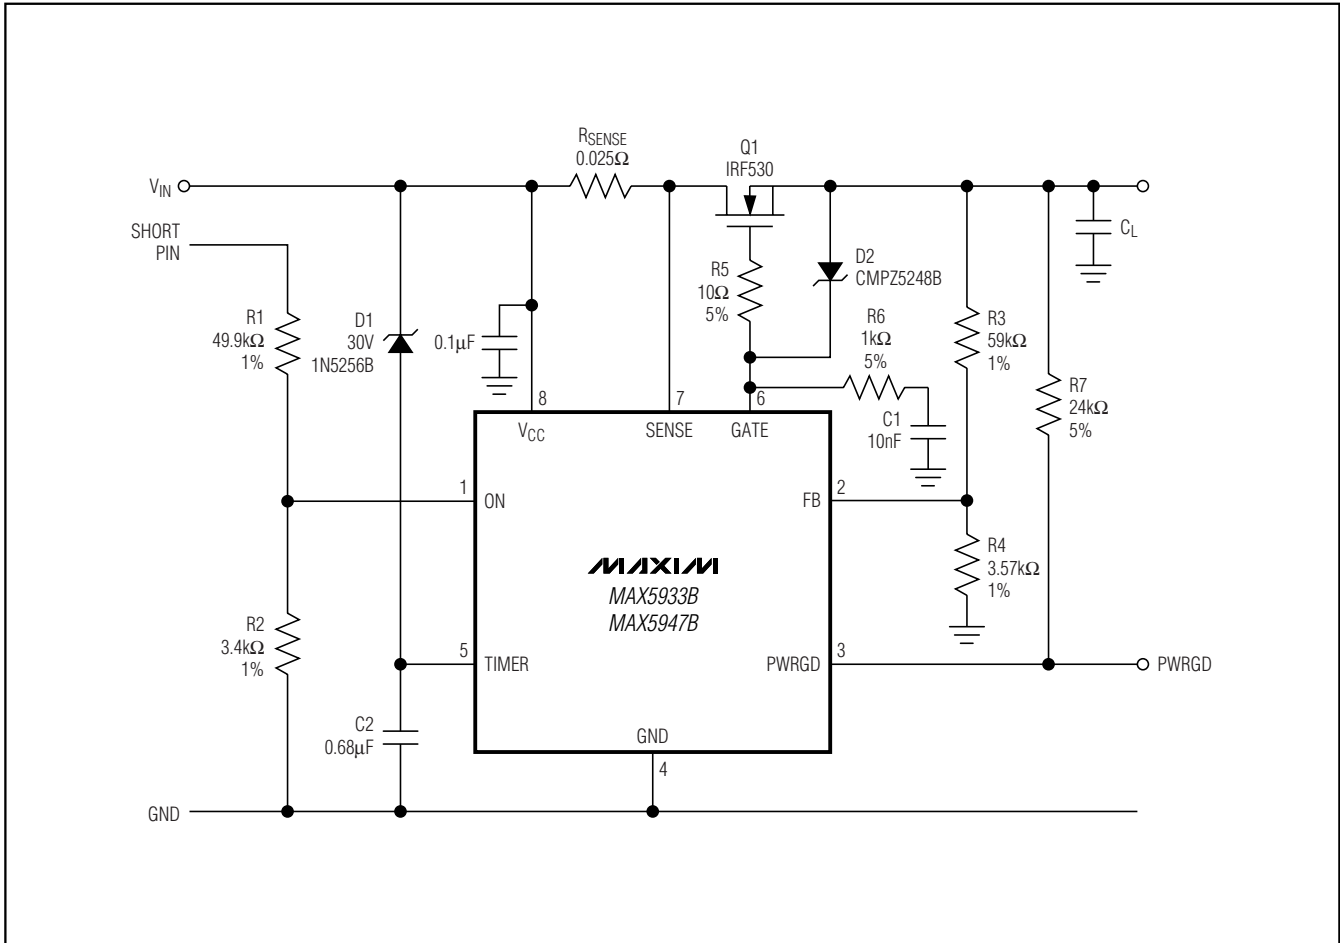 RSENSE
0.025Ω
Q1
IRF530
VIN
SHORT
PIN
CL
D2
CMPZ5248B
R5
10Ω
5%
R6
1kΩ
5%
R1
49.9kΩ
1%
D1
30V
1N5256B
0.1µF
R3
59kΩ
1%
R7
24kΩ
5%
8
7
6
C1
10nF
VCC
SENSE
GATE
1
ON
FB
2
MAXIM
MAX5933B
MAX5947B
R4
3.57kΩ
1%
R2
3.4kΩ
1%
5
TIMER
PWRGD
3
PWRGD
C2
0.68µF
GND
4
GND